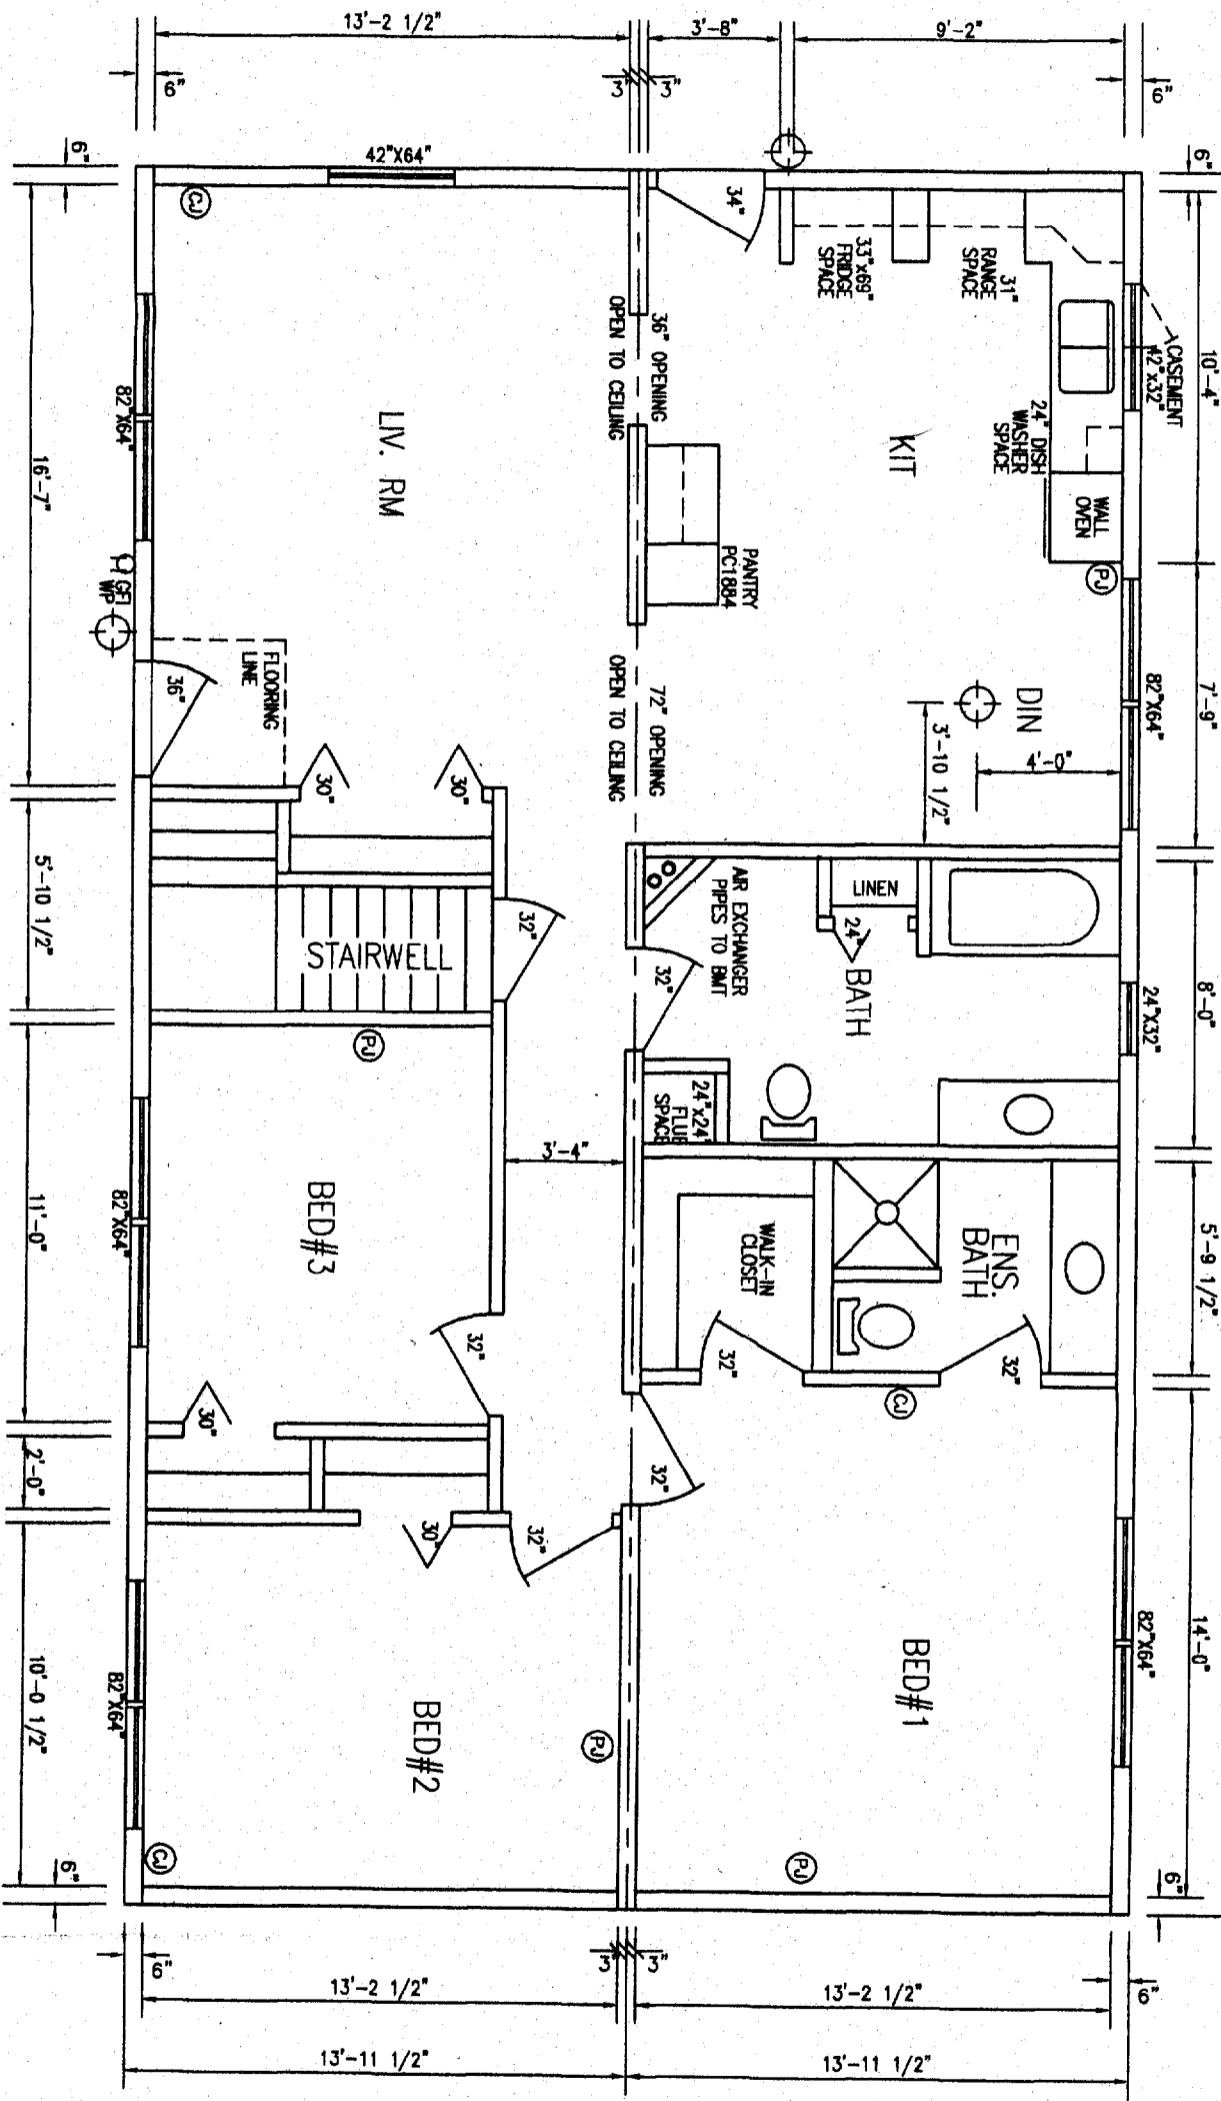 13'-2 1/2"
3'-8"
9'-2"
6"
3"
3"
6"
6"
6"
42"X64"
CJ
34"
33"x69"
FRIDGE
SPACE
31"
RANGE
SPACE
CASEMENT
42"x32"
10'-4"
36" OPENING
OPEN TO CEILING
82"X64"
LIV. RM
KIT
24" DISH
WASHER
SPACE
WALL
OVEN
PJ
16'-7"
PANTRY
PC1884
GFI
WP
FLOORING
LINE
36"
72" OPENING
OPEN TO CEILING
DIN
3'-10 1/2"
4'-0"
82"X64"
7'-9"
30"
30"
5'-10 1/2"
STAIRWELL
32"
AIR EXCHANGER
PIPES TO BMT
32"
LINEN
24"
BATH
24"X32"
8'-0"
PJ
24"x24"
FLUE
SPACE
3'-4"
11'-0"
82"X64"
BED#3
WALK-IN
CLOSET
ENS.
BATH
5'-9 1/2"
32"
32"
32"
CJ
30"
2'-0"
32"
30"
32"
82"X64"
14'-0"
BED#1
10'-0 1/2"
82"X64"
BED#2
PJ
CJ
PJ
6"
6"
6"
3"
3"
6"
13'-2 1/2"
13'-2 1/2"
13'-11 1/2"
13'-11 1/2"